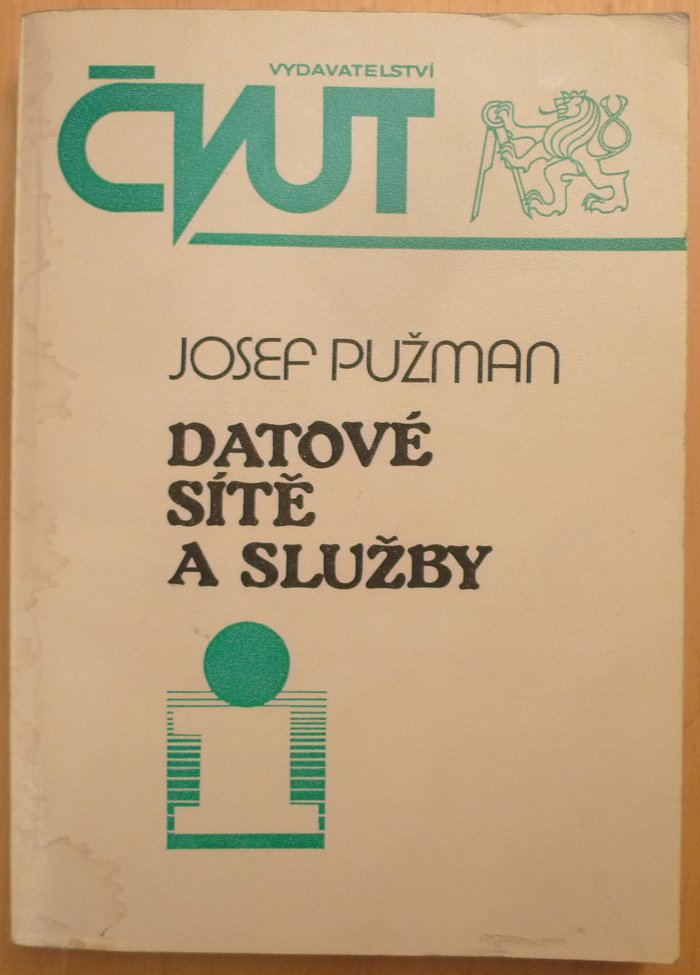 VYDAVATELSTVÍ
ČVUT
JOSEF PUŽMAN
DATOVÉ
SÍTĚ
A SLUŽBY